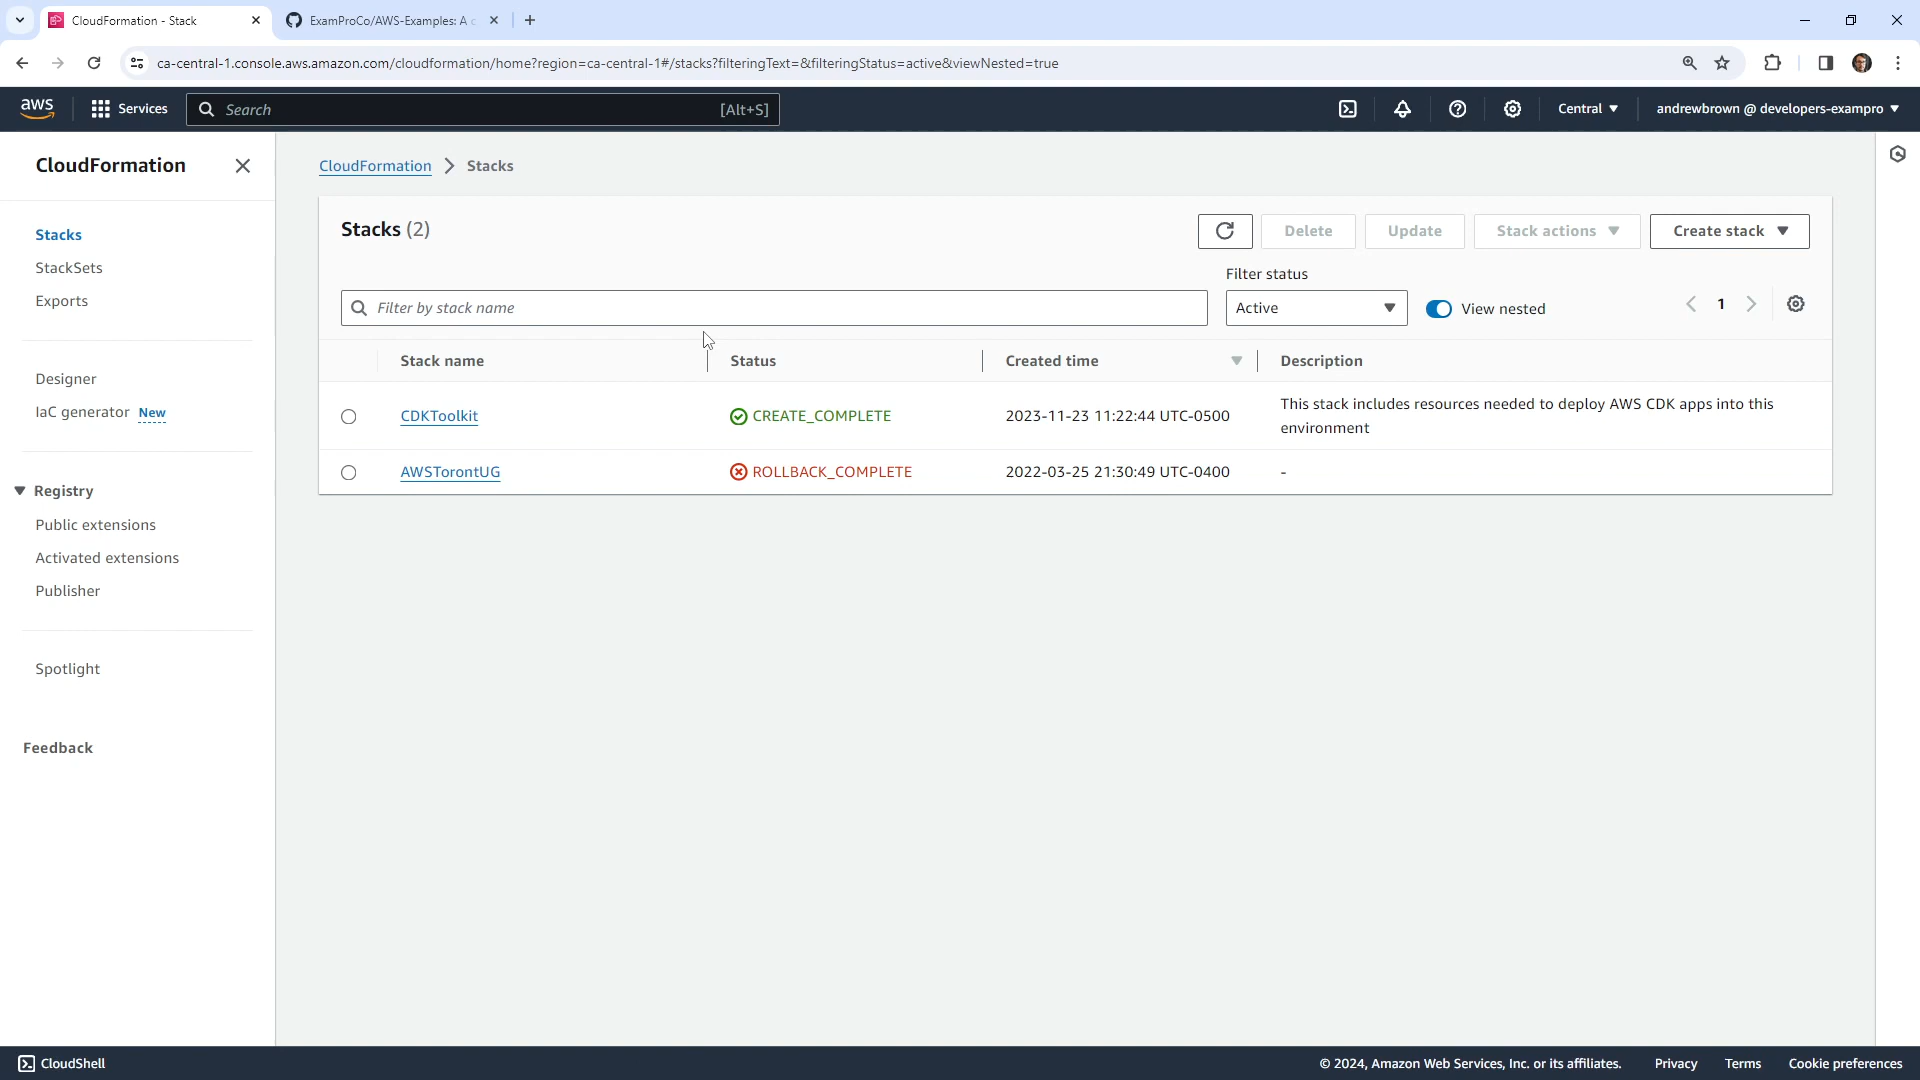 CloudFormation - Stack
ExamProCo/AWS-Examples: A c
ca-central-1.console.aws.amazon.com/cloudformation/home?region=ca-central-1#/stacks?filteringText=&filteringStatus=active&viewNested=true
aws
Services
Search
[Alt+S]
Central
andrewbrown @ developers-exampro
CloudFormation
Stacks
StackSets
Exports
Designer
IaC generator New
Registry
Public extensions
Activated extensions
Publisher
Spotlight
Feedback
CloudFormation
Stacks
Stacks (2)
Delete
Update
Stack actions
Create stack
Filter status
Filter by stack name
Active
View nested
1
Stack name
Status
Created time
Description
CDKToolkit
CREATE_COMPLETE
2023-11-23 11:22:44 UTC-0500
This stack includes resources needed to deploy AWS CDK apps into this
environment
AWSTorontUG
ROLLBACK_COMPLETE
2022-03-25 21:30:49 UTC-0400
-
CloudShell
© 2024, Amazon Web Services, Inc. or its affiliates.
Privacy
Terms
Cookie preferences